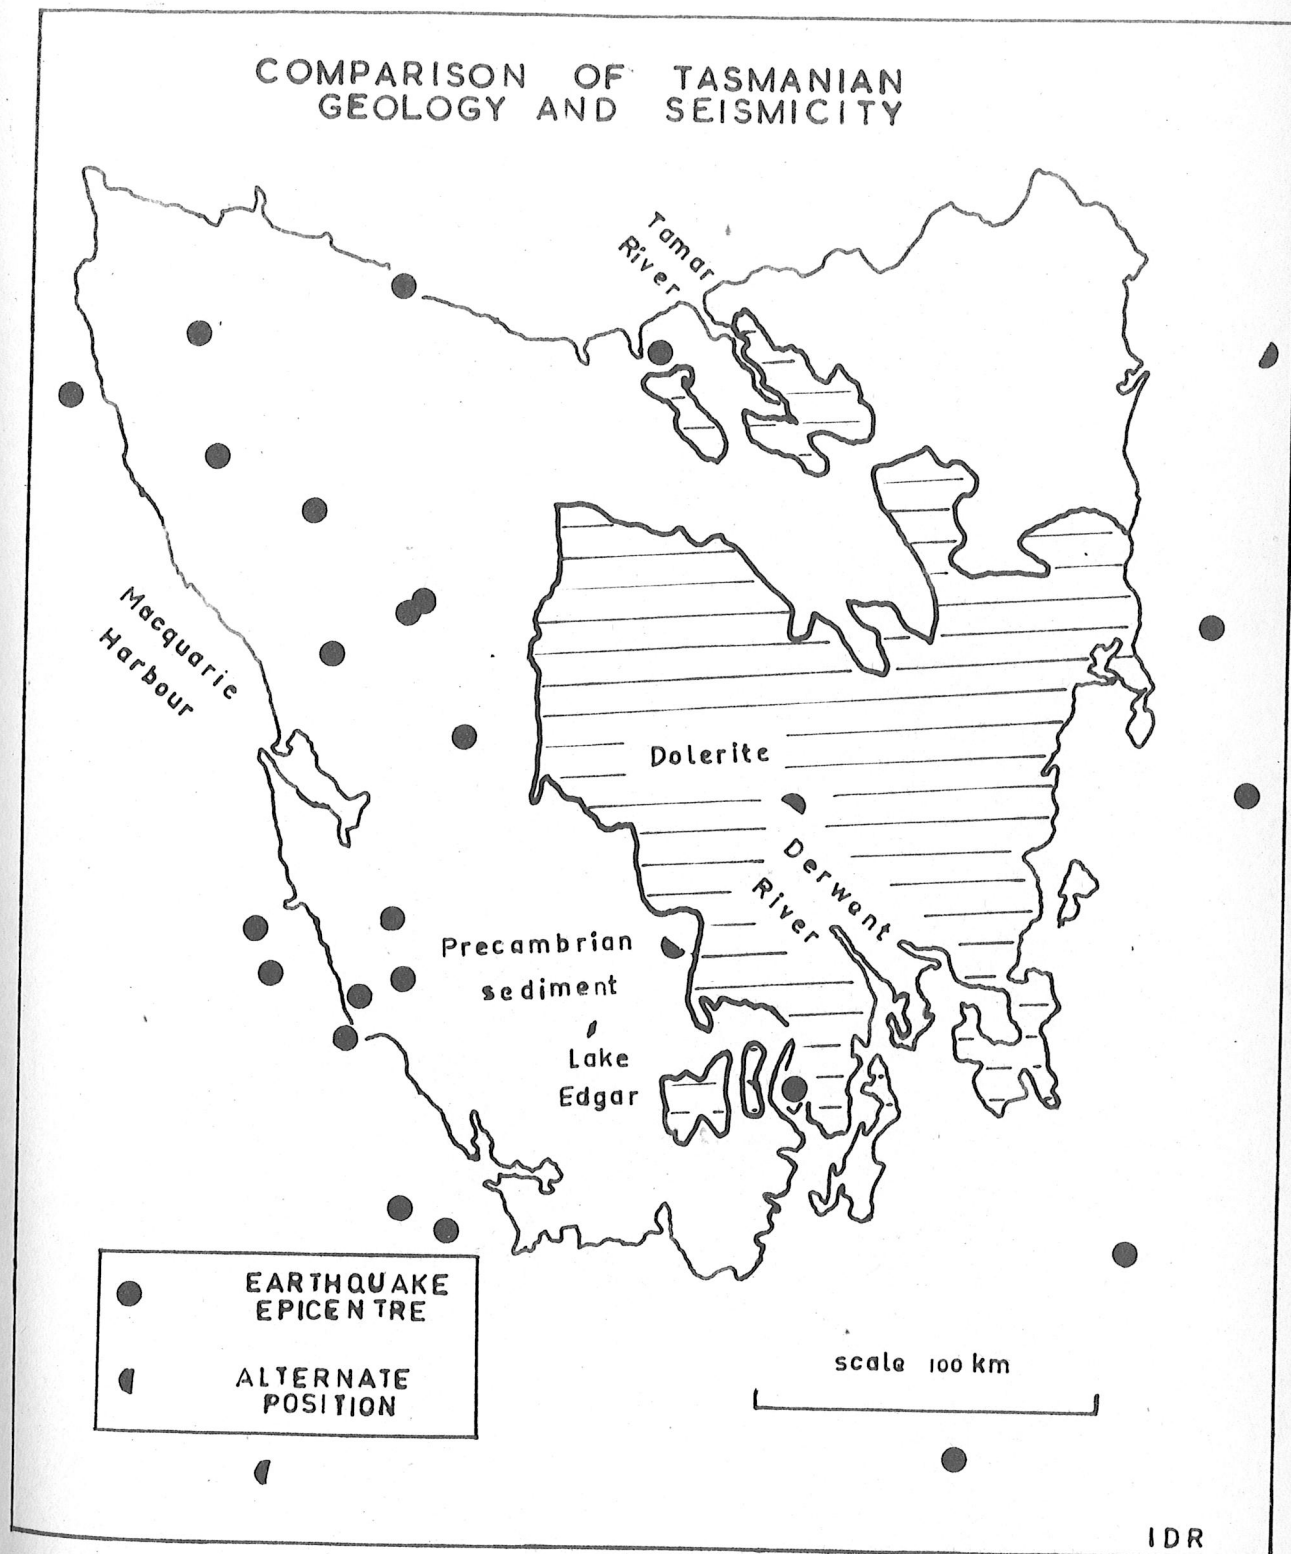 COMPARISON OF TASMANIAN
GEOLOGY AND SEISMICITY
Tamar
River
Macquarie
Harbour
Dolerite
Derwent
River
Precambrian
sediment
Lake
Edgar
EARTHQUAKE
EPICENTRE
ALTERNATE
POSITION
scale 100 km
IDR